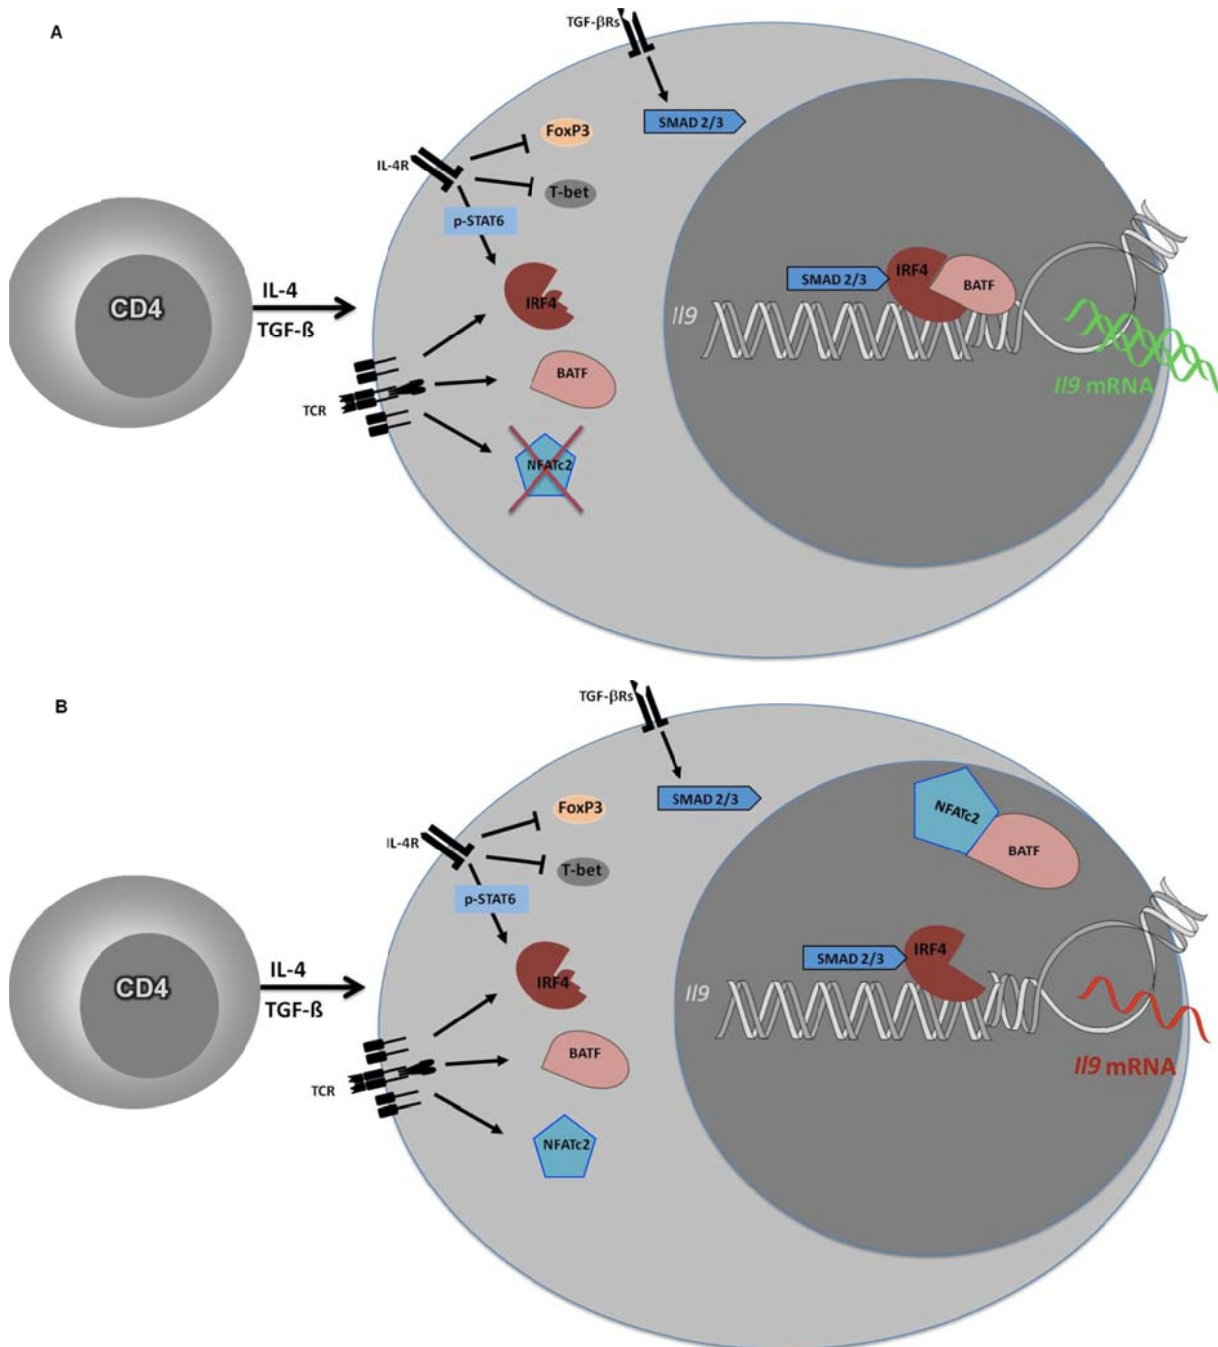 A
TGF-βRs
SMAD 2/3
FoxP3
IL-4R
T-bet
p-STAT6
CD4
IL-4
TGF-ß
IRF4
BATF
TCR
NFATc2
SMAD 2/3
IRF4
BATF
Il9
Il9 mRNA
B
TGF-βRs
SMAD 2/3
FoxP3
IL-4R
T-bet
p-STAT6
CD4
IL-4
TGF-ß
IRF4
BATF
TCR
NFATc2
NFATc2
BATF
SMAD 2/3
IRF4
Il9
Il9 mRNA